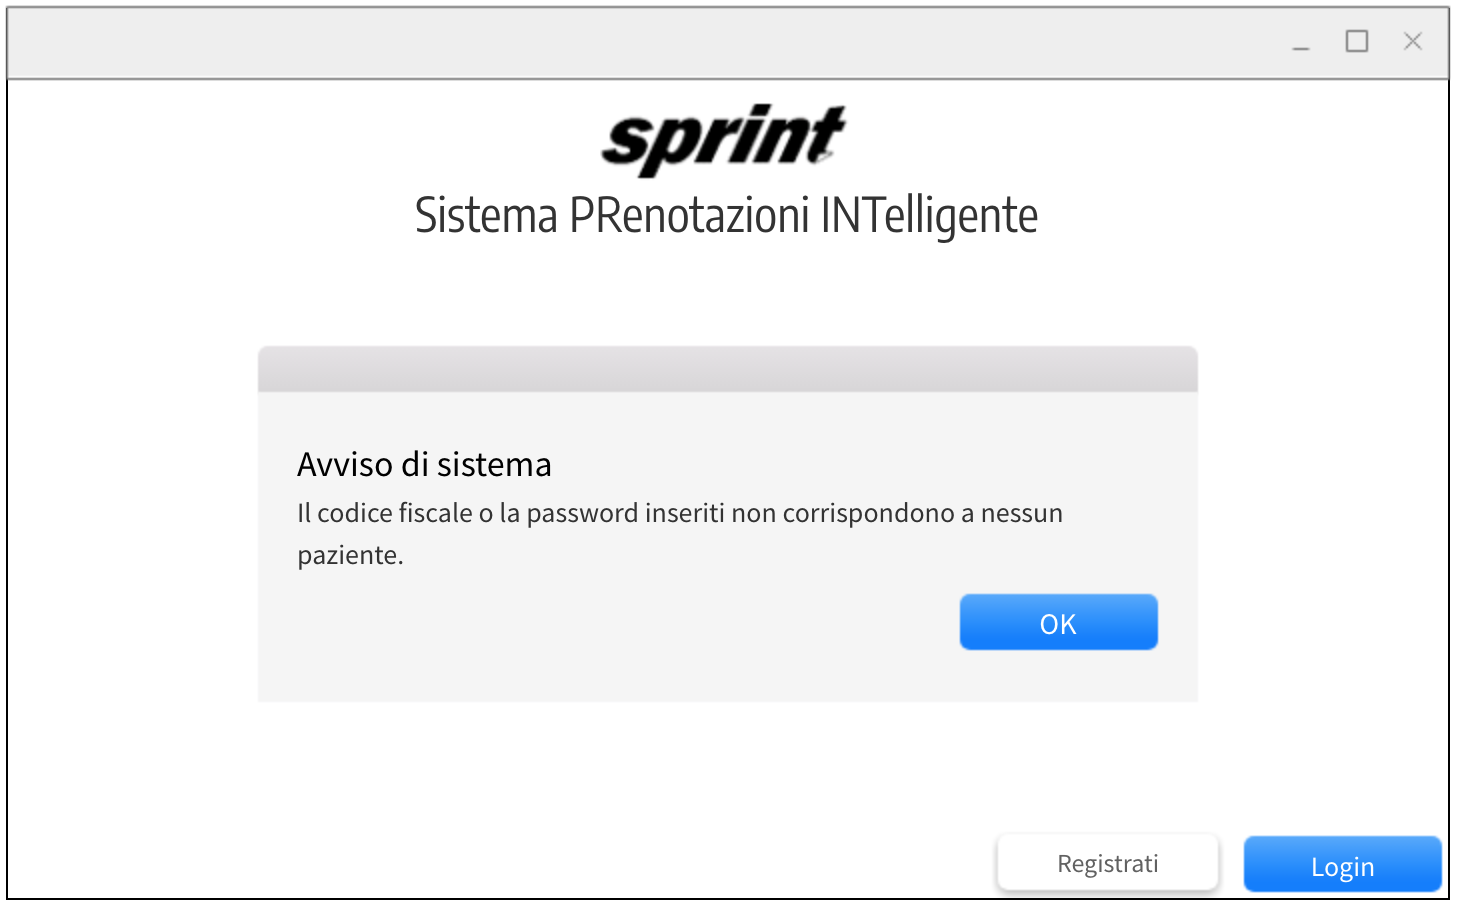 sprint
Sistema PRenotazioni INTelligente
Avviso di sistema
Il codice fiscale o la password inseriti non corrispondono a nessun
paziente.
OK
Registrati
Login